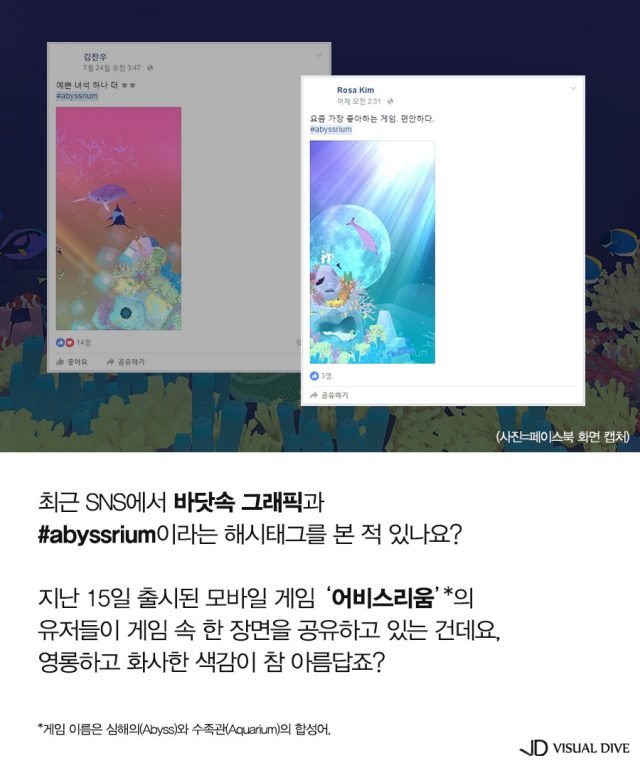 김찬우
7월 24일 오전 3:47
예쁜 녀석 하나 더 ㅎㅎ
#abyssrium
14명
좋아요 공유하기
Rosa Kim
어제 오전 2:31
요즘 가장 좋아하는 게임. 편안하다.
#abyssrium
3명
공유하기
(사진=페이스북 화면 캡처)
최근 SNS에서 바닷속 그래픽과
#abyssrium이라는 해시태그를 본 적 있나요?
지난 15일 출시된 모바일 게임 ‘어비스리움’*의
유저들이 게임 속 한 장면을 공유하고 있는 건데요,
영롱하고 화사한 색감이 참 아름답죠?
*게임 이름은 심해의(Abyss)와 수족관(Aquarium)의 합성어.
VISUAL DIVE